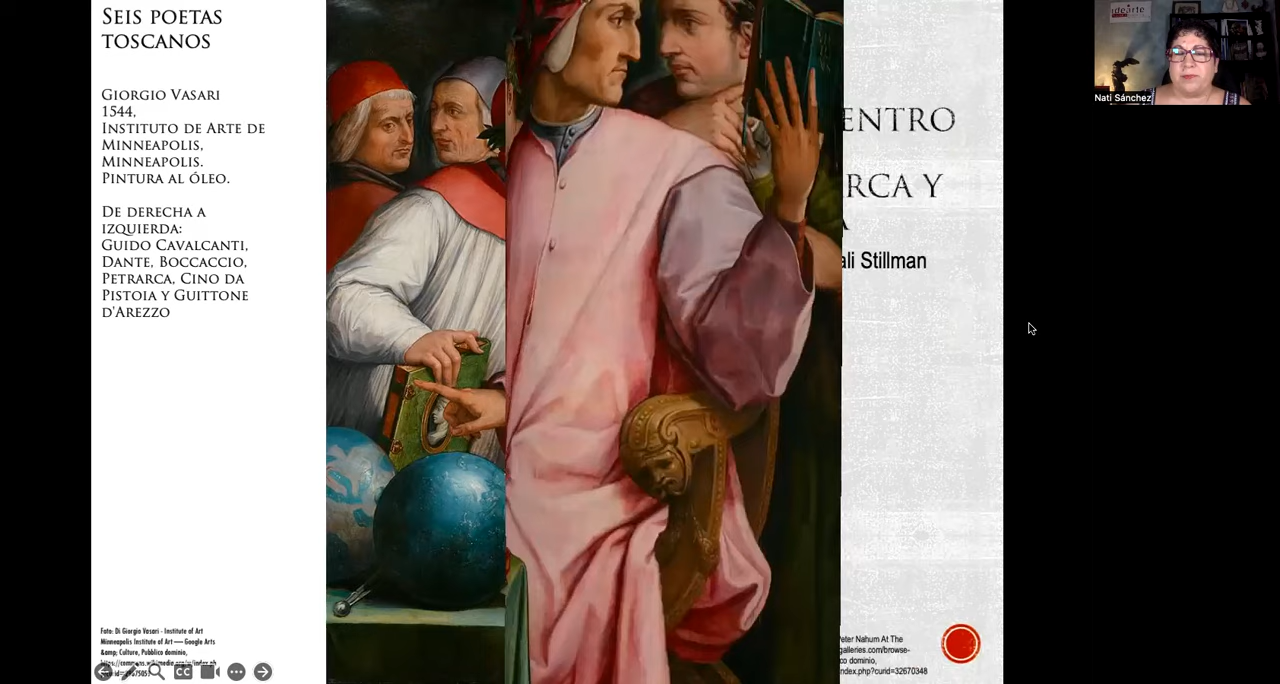 SEIS POETAS
TOSCANOS
GIORGIO VASARI
1544,
INSTITUTO DE ARTE DE
MINNEAPOLIS,
MINNEAPOLIS.
PINTURA AL ÓLEO.
DE DERECHA A
IZQUIERDA:
GUIDO CAVALCANTI,
DANTE, BOCCACCIO,
PETRARCA, CINO DA
PISTOIA Y GUITTONE
D'AREZZO
Foto: Di Giorgio Vasari - Institute of Art
Minneapolis Institute of Art — Google Arts
&amp; Culture, Pubblico dominio,
CC
ENTRO
RCA Y
A
ali Stillman
Peter Nahum At The
galleries.com/browse-
co dominio,
index.php?curid=32670348
idearte
Nati Sánchez